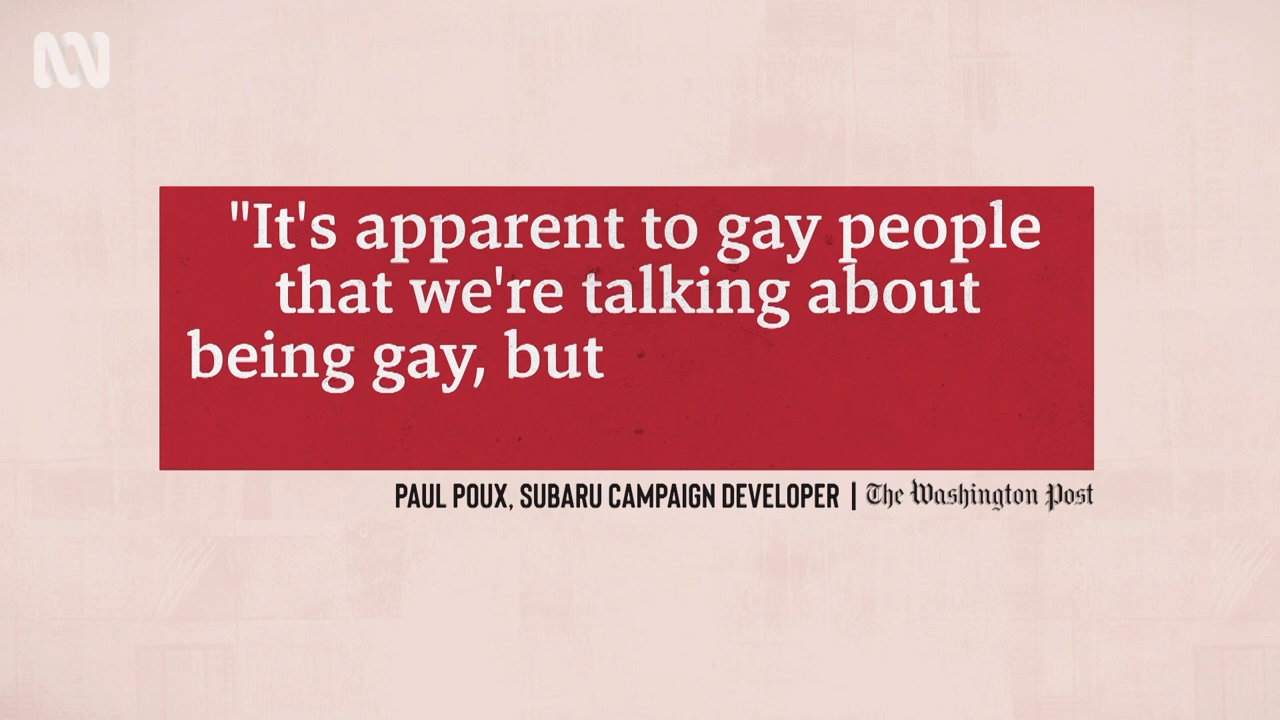 "It's apparent to gay people
that we're talking about
being gay, but
PAUL POUX, SUBARU CAMPAIGN DEVELOPER | The Washington Post